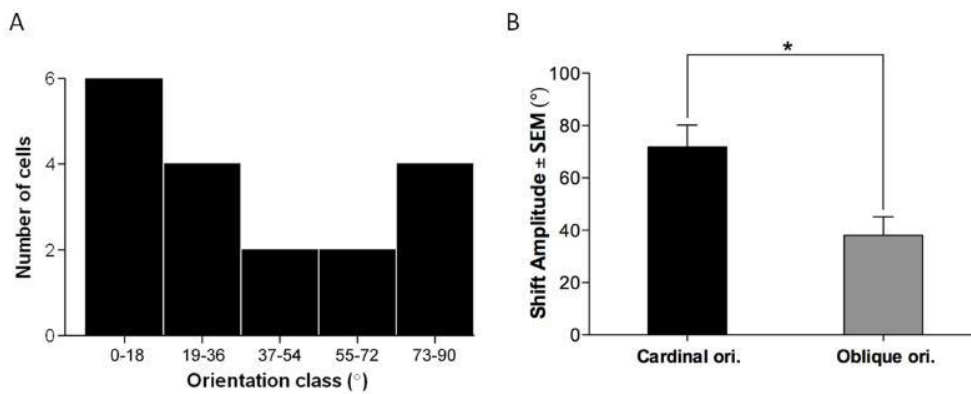 A
Number of cells
6
4
2
0
0-18 19-36 37-54 55-72 73-90
Orientation class (°)
B
*
Shift Amplitude ± SEM (°)
100
80
60
40
20
0
Cardinal ori. Oblique ori.